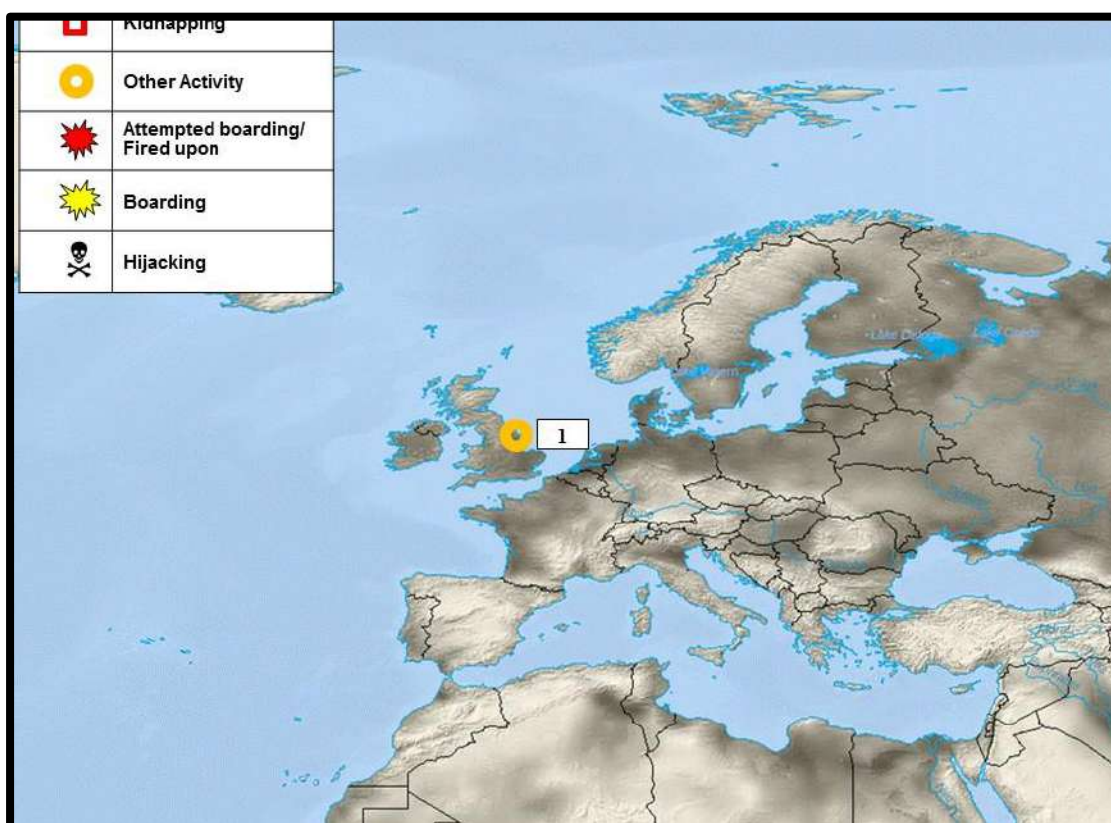 Kidnapping
Other Activity
Attempted boarding/
Fired upon
Boarding
Hijacking
1